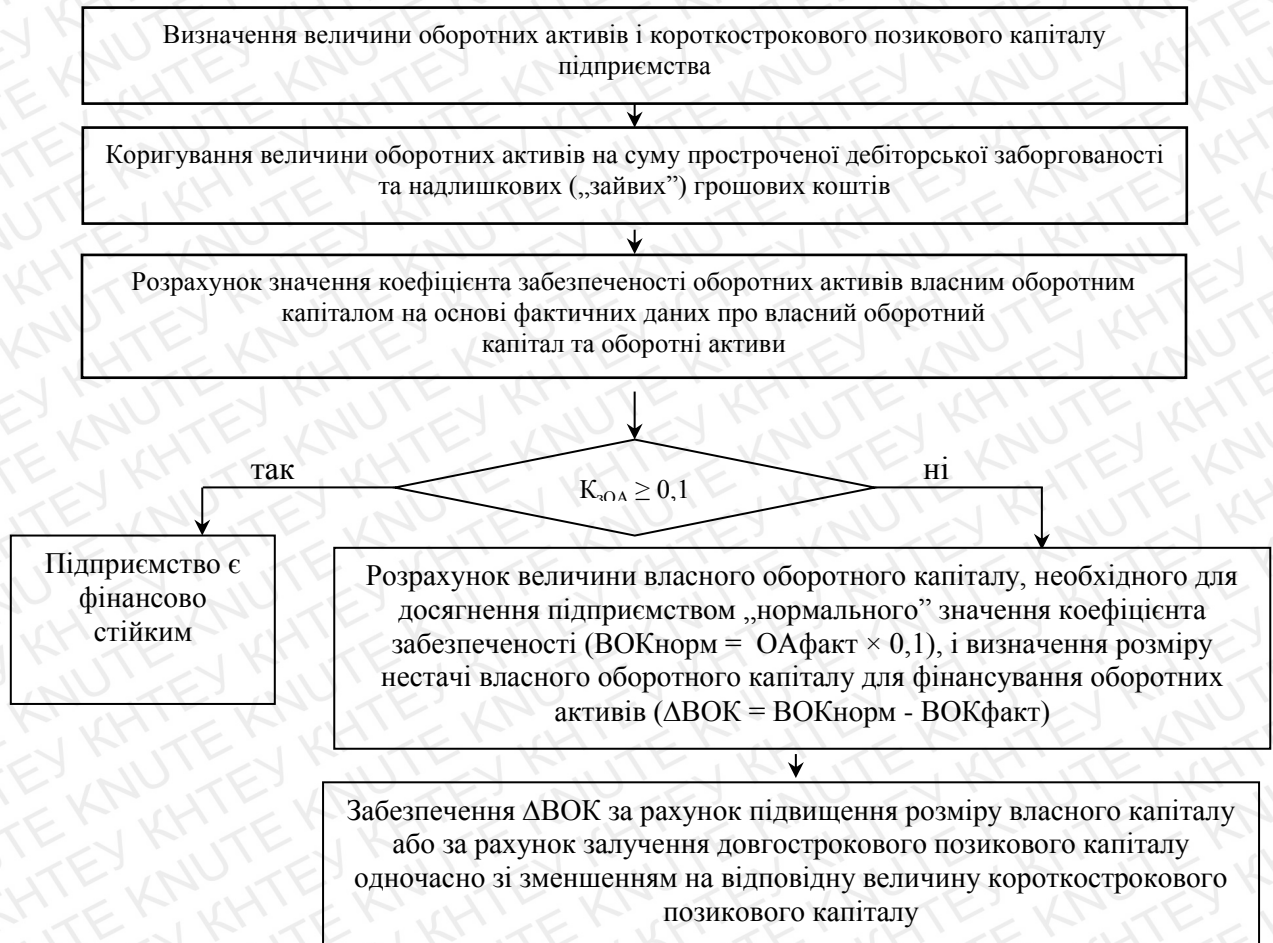 Визначення величини оборотних активів і короткострокового позикового капіталу
підприємства
Коригування величини оборотних активів на суму простроченої дебіторської заборгованості
та надлишкових („зайвих”) грошових коштів
Розрахунок значення коефіцієнта забезпеченості оборотних активів власним оборотним
капіталом на основі фактичних даних про власний оборотний
капітал та оборотні активи
так
ні
КзОА ≥ 0,1
Підприємство є
фінансово
стійким
Розрахунок величини власного оборотного капіталу, необхідного для
досягнення підприємством „нормального” значення коефіцієнта
забезпеченості (ВОКнорм = ОАфакт × 0,1), і визначення розміру
нестачі власного оборотного капіталу для фінансування оборотних
активів (ΔВОК = ВОКнорм - ВОКфакт)
Забезпечення ΔВОК за рахунок підвищення розміру власного капіталу
або за рахунок залучення довгострокового позикового капіталу
одночасно зі зменшенням на відповідну величину короткострокового
позикового капіталу